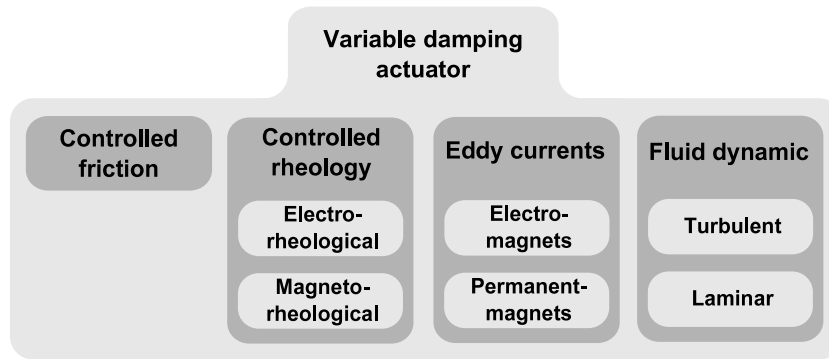 Variable damping
actuator
Controlled
friction
Controlled
rheology
Electro-
rheological
Magneto-
rheological
Eddy currents
Electro-
magnets
Permanent-
magnets
Fluid dynamic
Turbulent
Laminar